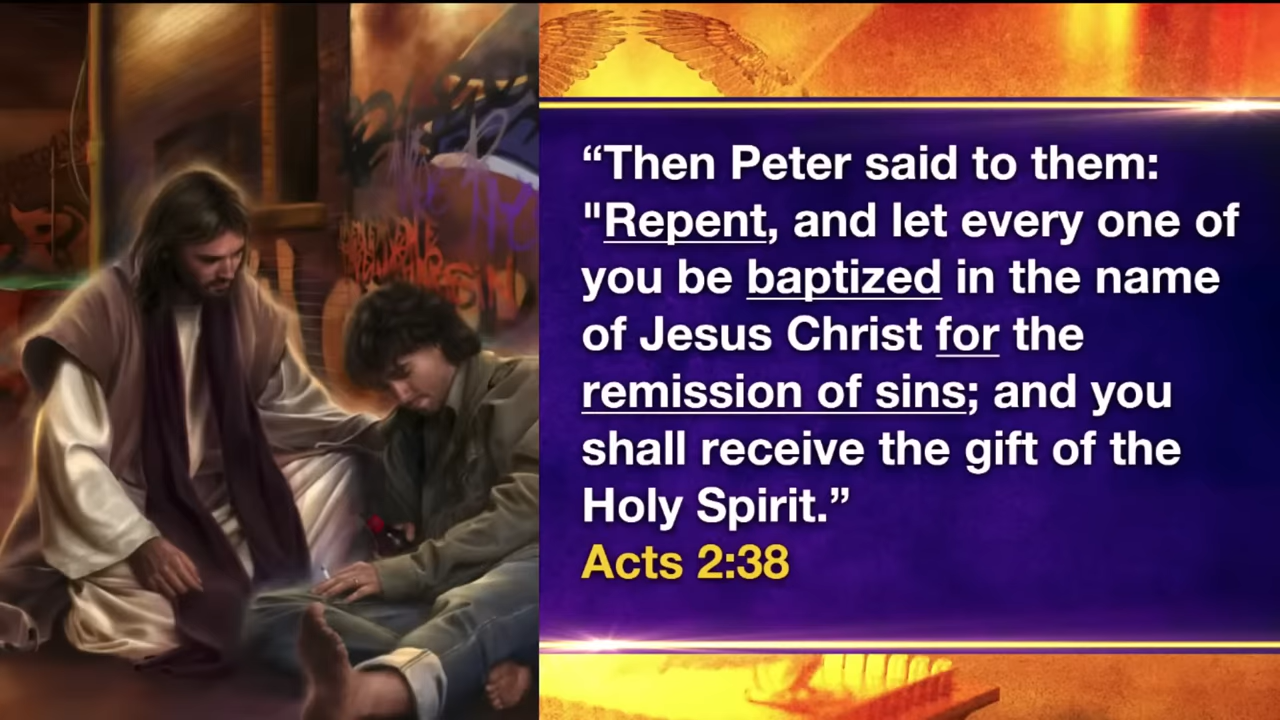 “Then Peter said to them:
"Repent, and let every one of
you be baptized in the name
of Jesus Christ for the
remission of sins; and you
shall receive the gift of the
Holy Spirit.”
Acts 2:38